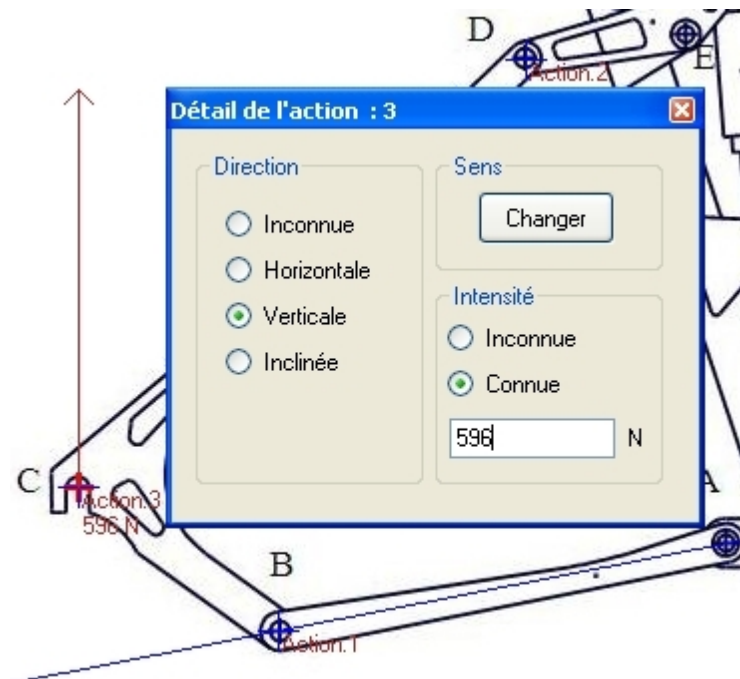 D
E
Action.2
Détail de l'action : 3
Direction
Inconnue
Horizontale
Verticale
Inclinée
Sens
Changer
Intensité
Inconnue
Connue
596 N
C
Action.3
596 N
A
B
Action.1